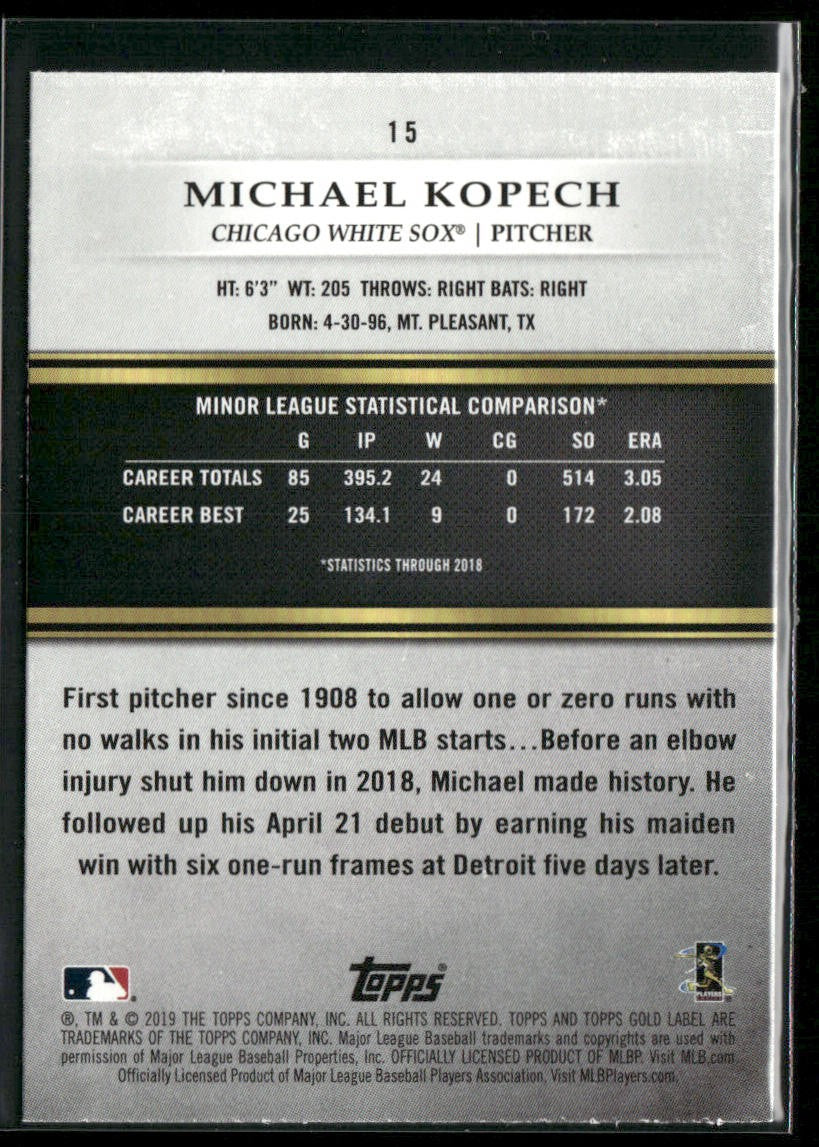 15
MICHAEL KOPECH
CHICAGO WHITE SOX® | PITCHER
HT: 6'3" WT: 205 THROWS: RIGHT BATS: RIGHT
BORN: 4-30-96, MT. PLEASANT, TX
MINOR LEAGUE STATISTICAL COMPARISON*
G IP W CG SO ERA
CAREER TOTALS 85 395.2 24 0 514 3.05
CAREER BEST 25 134.1 9 0 172 2.08
*STATISTICS THROUGH 2018
First pitcher since 1908 to allow one or zero runs with
no walks in his initial two MLB starts...Before an elbow
injury shut him down in 2018, Michael made history. He
followed up his April 21 debut by earning his maiden
win with six one-run frames at Detroit five days later.
Topps®
PLAYERS
®, TM & © 2019 THE TOPPS COMPANY, INC. ALL RIGHTS RESERVED. TOPPS AND TOPPS GOLD LABEL ARE
TRADEMARKS OF THE TOPPS COMPANY, INC. Major League Baseball trademarks and copyrights are used with
permission of Major League Baseball Properties, Inc. OFFICIALLY LICENSED PRODUCT OF MLBP. Visit MLB.com
Officially Licensed Product of Major League Baseball Players Association, Visit MLBPlayers.com.